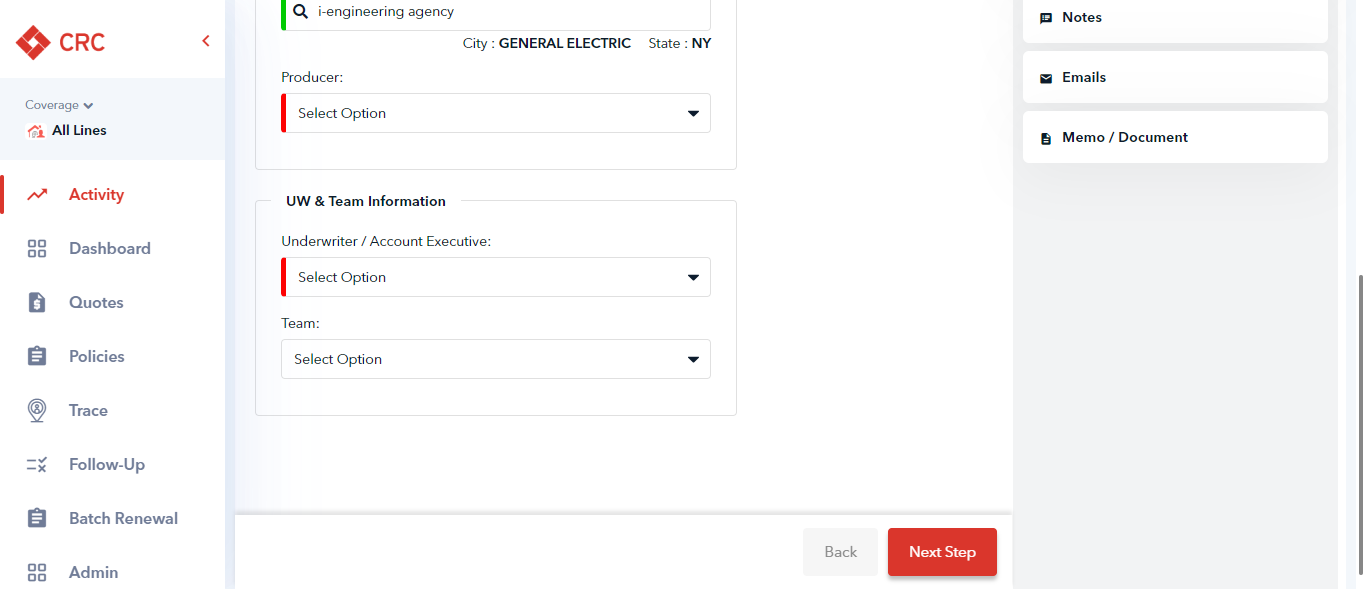 CRC
Coverage
All Lines
Activity
Dashboard
Quotes
Policies
Trace
Follow-Up
Batch Renewal
Admin
i-engineering agency
City : GENERAL ELECTRIC State : NY
Producer:
Select Option
UW & Team Information
Underwriter / Account Executive:
Select Option
Team:
Select Option
Back
Next Step
Notes
Emails
Memo / Document